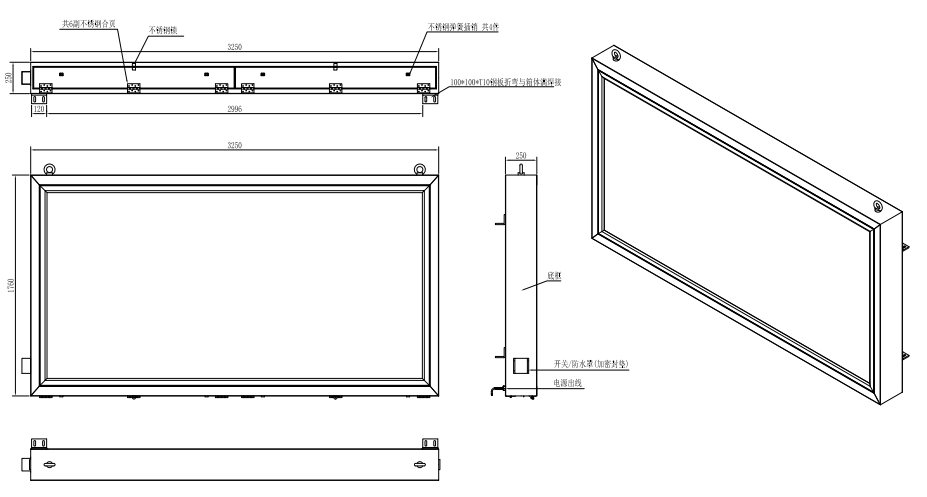 共6副不锈钢合页
不锈钢锁
不锈钢弹簧插销 共4件
3250
250
100*100*T10钢板折弯与箱体满焊接
120
2996
3250
250
1760
底框
开关/防水罩(加密封垫)
电源出线